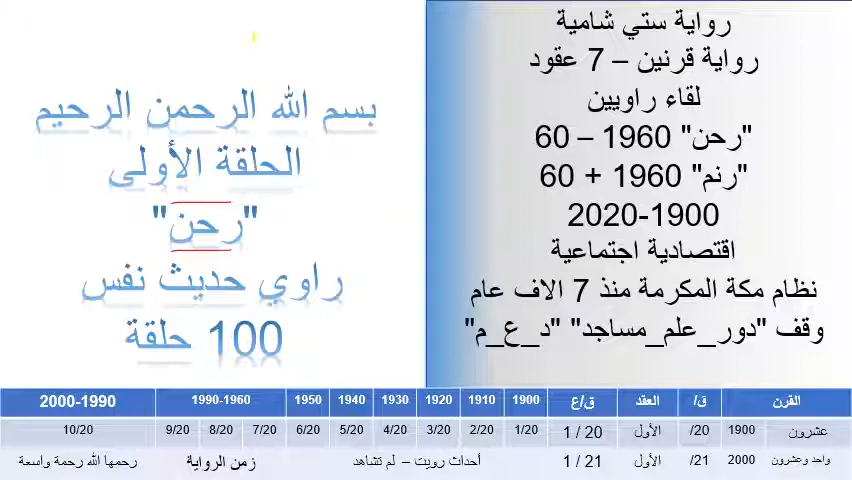 رواية ستي شامية
رواية قرنين – 7 عقود
لقاء راويين
"رحن" 1960 – 60
"رنم" 1960 + 60
1900-2020
اقتصادية اجتماعية
نظام مكة المكرمة منذ 7 الاف عام
وقف "دور_علم_مساجد" "د_ع_م"
بسم الله الرحمن الرحيم
الحلقة الأولى
"رحن"
راوي حديث نفس
100 حلقة
القرن ق/ العقد ق/ع 1900 1910 1920 1930 1940 1950 1960-1990 1990-2000
عشرون 1900 20/ الأول 20 / 1 1/20 2/20 3/20 4/20 5/20 6/20 7/20 8/20 9/20 10/20
واحد وعشرون 2000 21/ الأول 21 / 1 أحداث رويت – لم تشاهد زمن الرواية رحمها الله رحمة واسعة